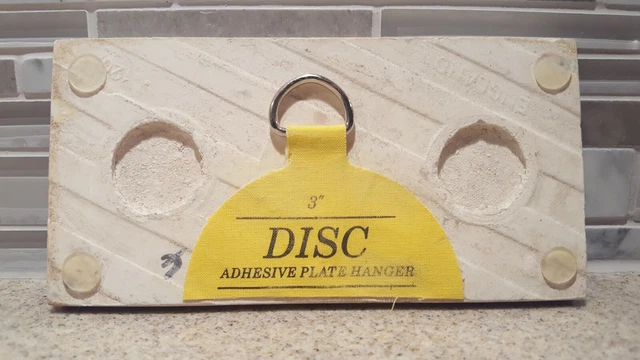 3"
DISC
ADHESIVE PLATE HANGER